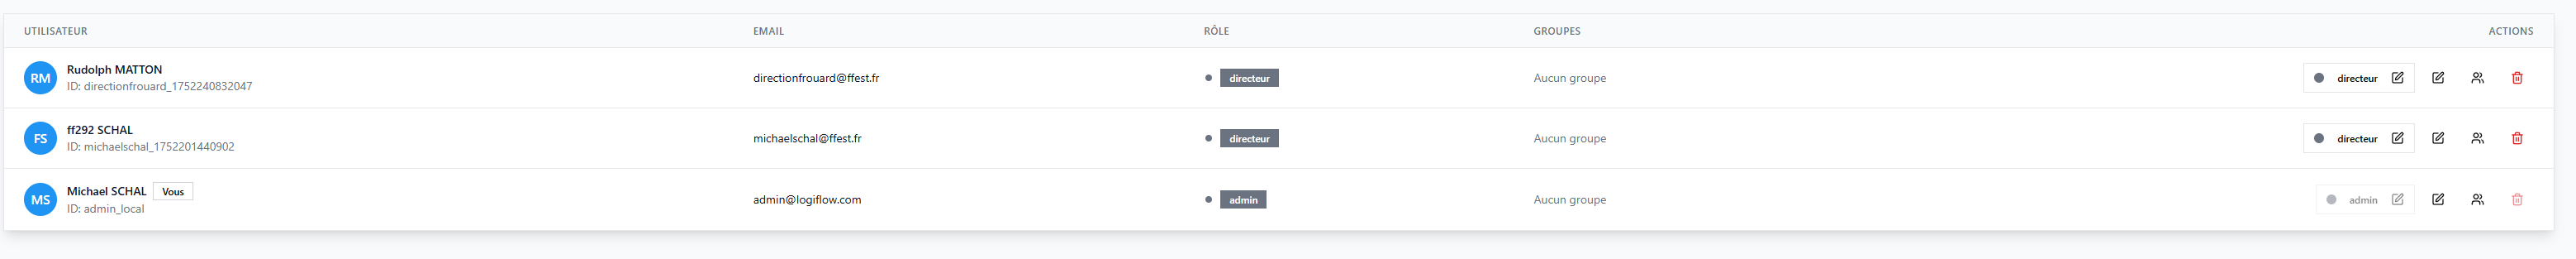 UTILISATEUR EMAIL RÔLE GROUPES ACTIONS
RM Rudolph MATTON
ID: directionfrouard_1752240832047
directionfrouard@ffest.fr directeur Aucun groupe directeur
FS ff292 SCHAL
ID: michaelschal_1752201440902
michaelschal@ffest.fr directeur Aucun groupe directeur
MS Michael SCHAL Vous
ID: admin_local
admin@logiflow.com admin Aucun groupe admin